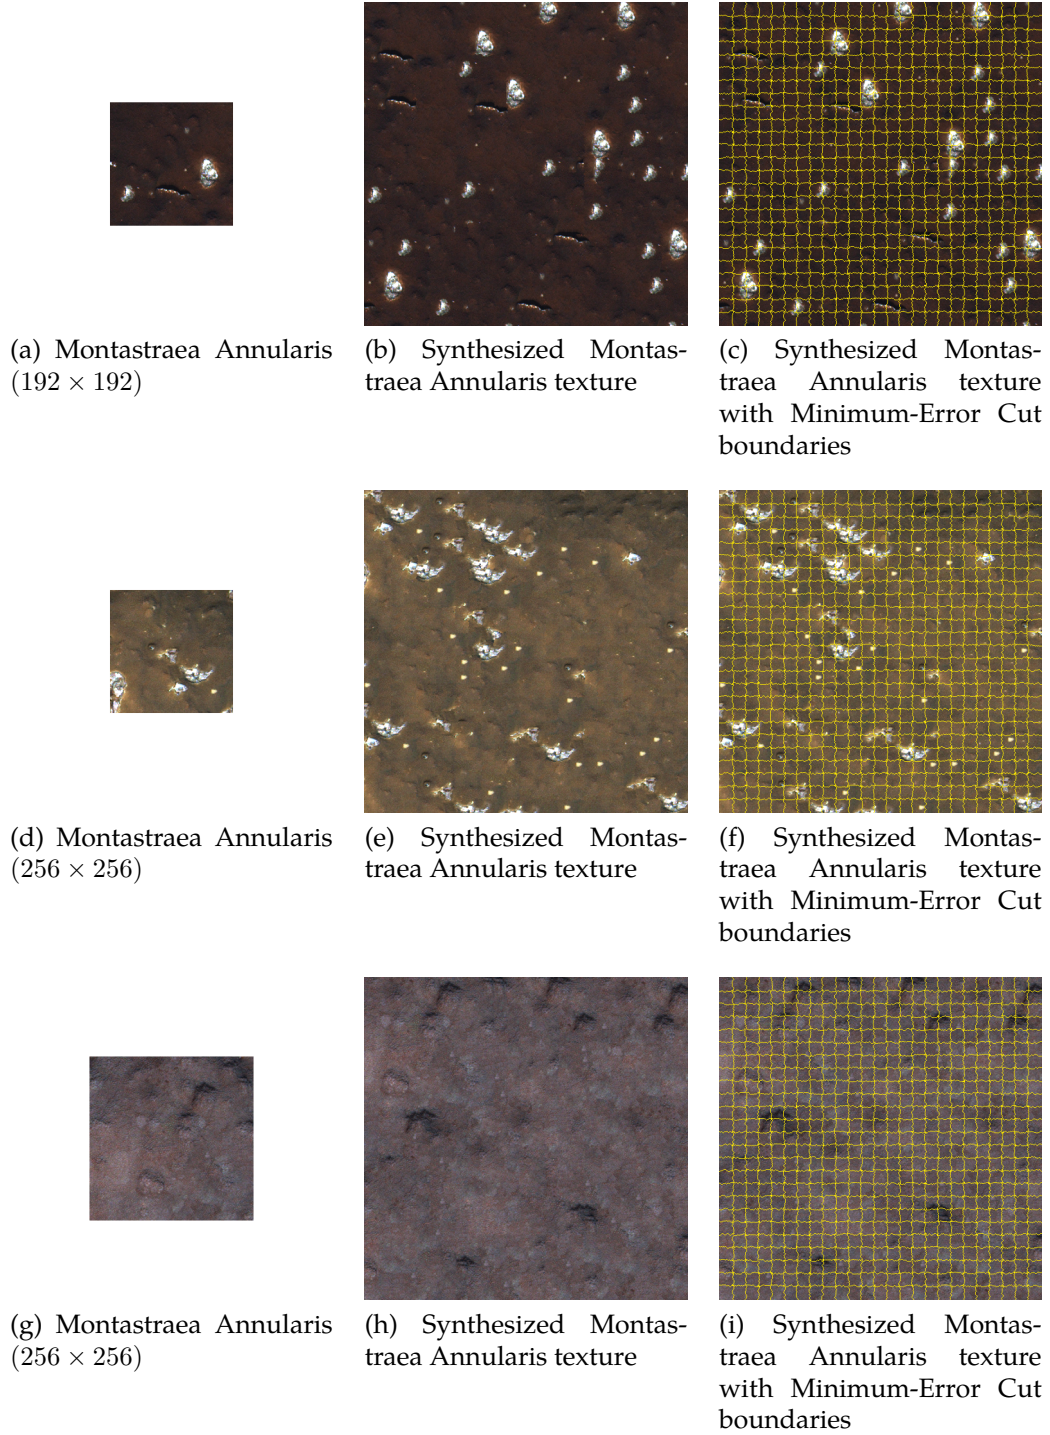 (a) Montastraea Annularis
(192 × 192)
(b) Synthesized Montas-
traea Annularis texture
(c) Synthesized Montas-
traea Annularis texture
with Minimum-Error Cut
boundaries
(d) Montastraea Annularis
(256 × 256)
(e) Synthesized Montas-
traea Annularis texture
(f) Synthesized Montas-
traea Annularis texture
with Minimum-Error Cut
boundaries
(g) Montastraea Annularis
(256 × 256)
(h) Synthesized Montas-
traea Annularis texture
(i) Synthesized Montas-
traea Annularis texture
with Minimum-Error Cut
boundaries